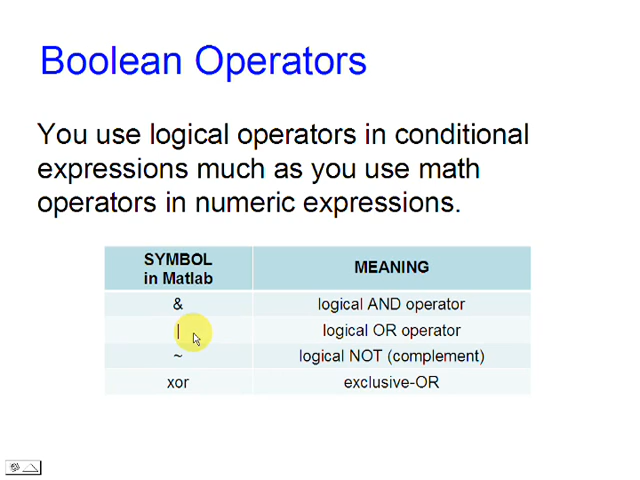 Boolean Operators
You use logical operators in conditional
expressions much as you use math
operators in numeric expressions.
SYMBOL
in Matlab
MEANING
& logical AND operator
| logical OR operator
~ logical NOT (complement)
xor exclusive-OR